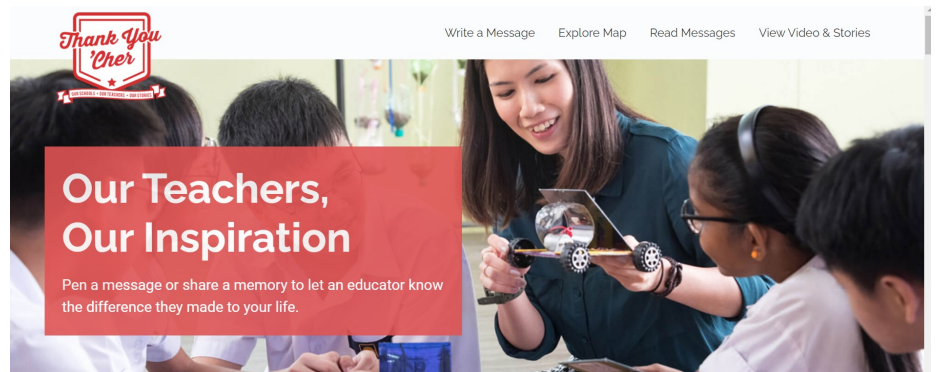 Thank You
'Cher
OUR SCHOOLS • OUR TEACHERS • OUR STORIES
Write a Message
Explore Map
Read Messages
View Video & Stories
Our Teachers,
Our Inspiration
Pen a message or share a memory to let an educator know
the difference they made to your life.